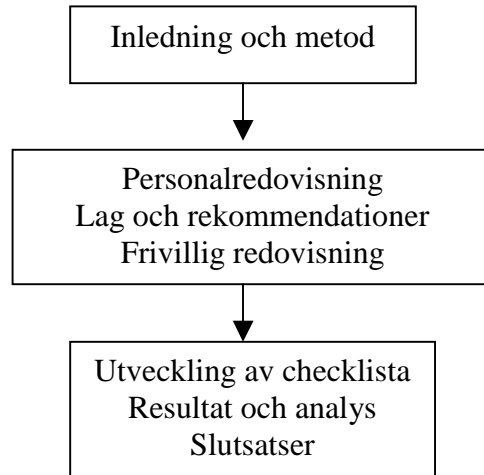 Inledning och metod
Personalredovisning
Lag och rekommendationer
Frivillig redovisning
Utveckling av checklista
Resultat och analys
Slutsatser